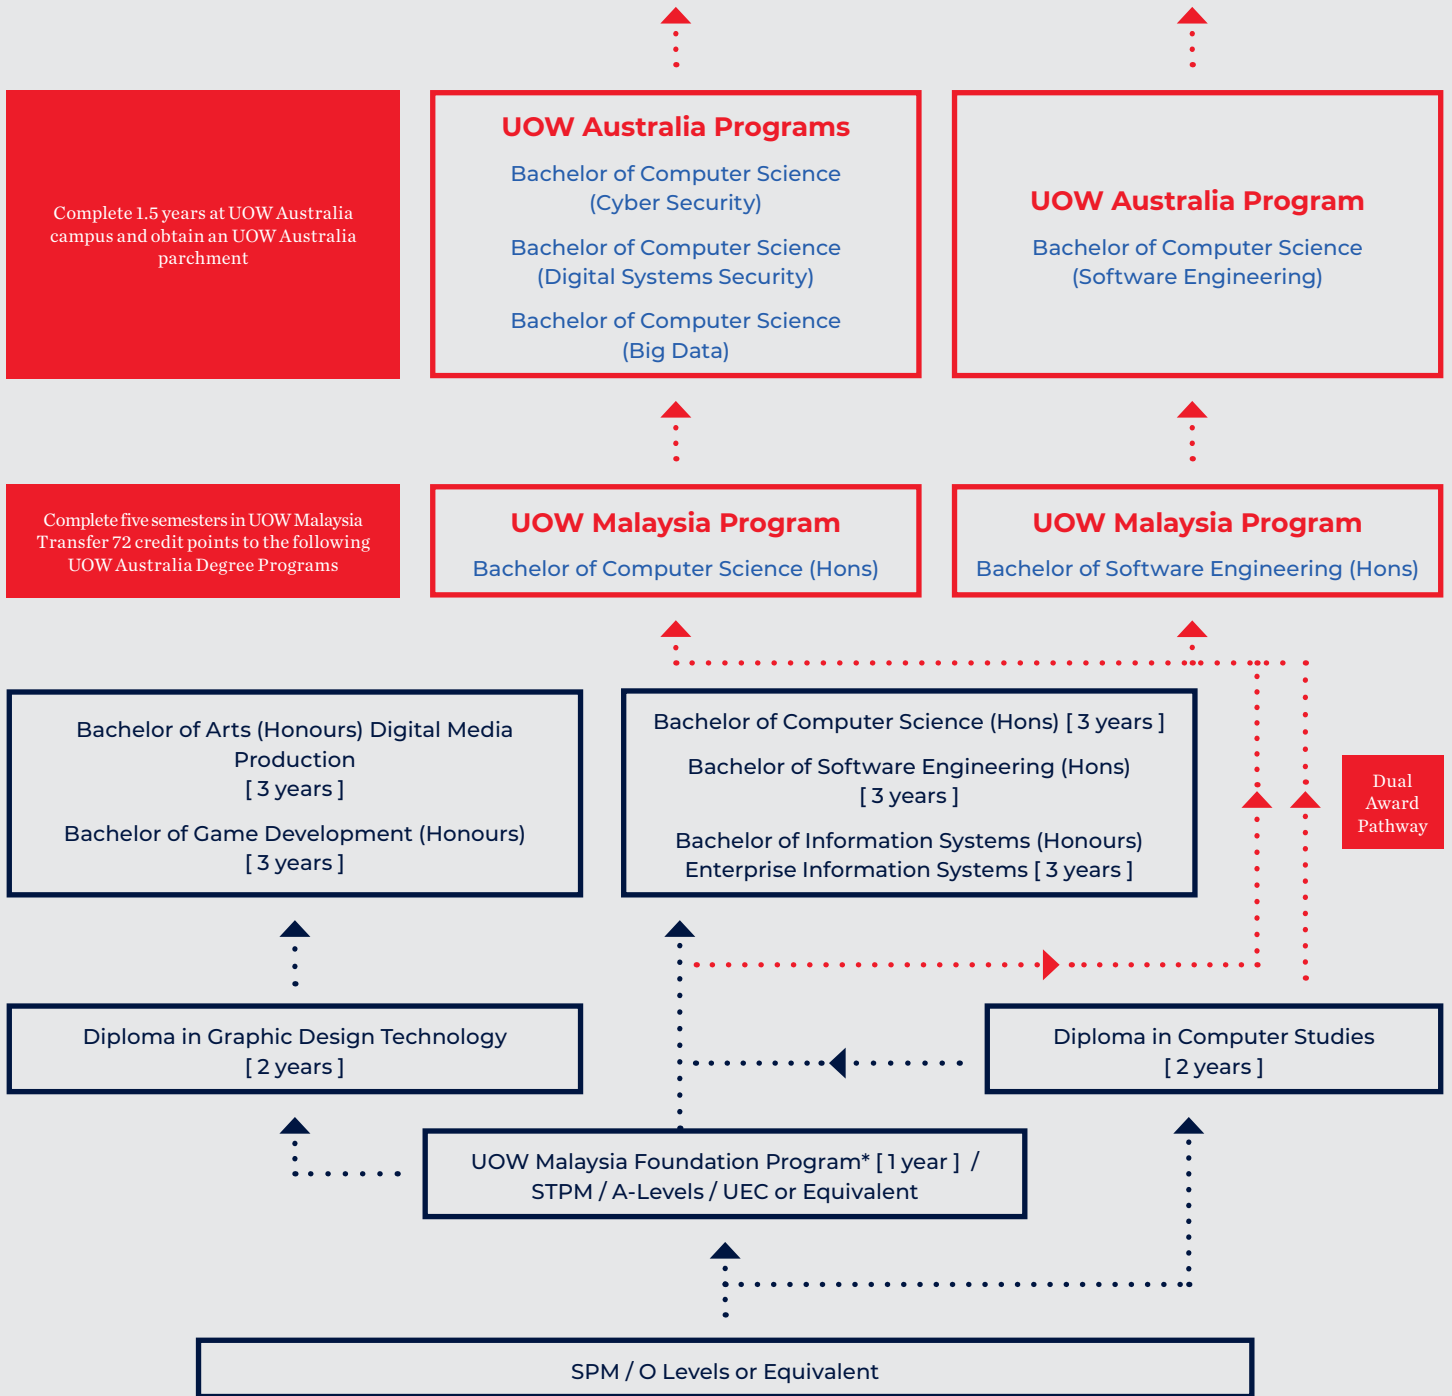 Complete 1.5 years at UOW Australia
campus and obtain an UOW Australia
parchment
UOW Australia Programs
Bachelor of Computer Science
(Cyber Security)
Bachelor of Computer Science
(Digital Systems Security)
Bachelor of Computer Science
(Big Data)
UOW Australia Program
Bachelor of Computer Science
(Software Engineering)
Complete five semesters in UOW Malaysia
Transfer 72 credit points to the following
UOW Australia Degree Programs
UOW Malaysia Program
Bachelor of Computer Science (Hons)
UOW Malaysia Program
Bachelor of Software Engineering (Hons)
Bachelor of Arts (Honours) Digital Media
Production
[ 3 years ]
Bachelor of Game Development (Honours)
[ 3 years ]
Bachelor of Computer Science (Hons) [ 3 years ]
Bachelor of Software Engineering (Hons)
[ 3 years ]
Bachelor of Information Systems (Honours)
Enterprise Information Systems [ 3 years ]
Dual
Award
Pathway
Diploma in Graphic Design Technology
[ 2 years ]
Diploma in Computer Studies
[ 2 years ]
UOW Malaysia Foundation Program* [ 1 year ] /
STPM / A-Levels / UEC or Equivalent
SPM / O Levels or Equivalent